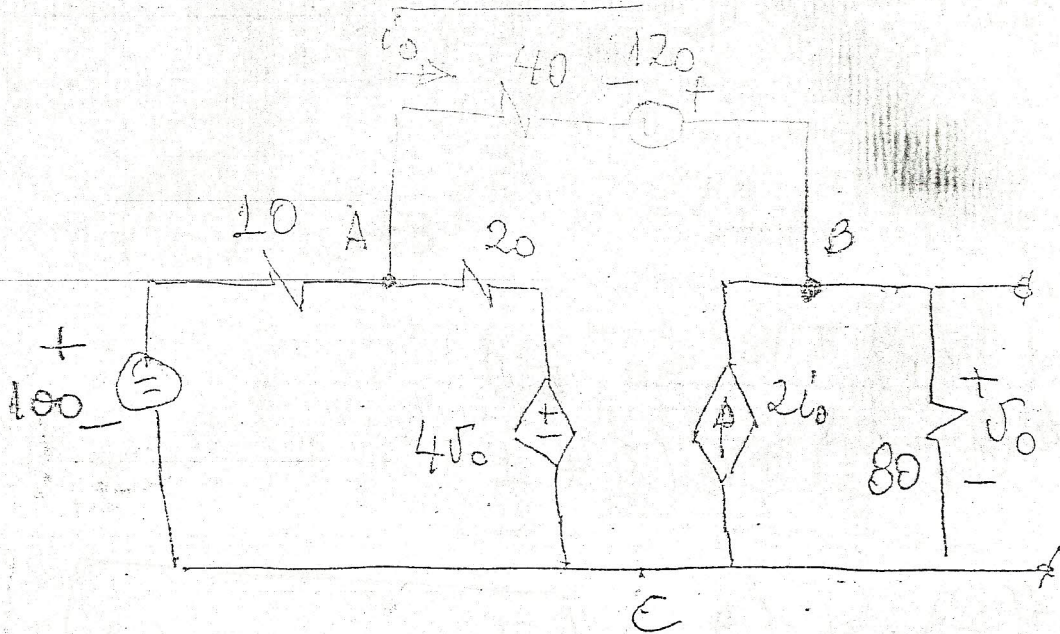 i₀
40 - 120 +
10 A 20 B
+ 100 -
4v₀ + - 2i₀ 80 + v₀ -
C